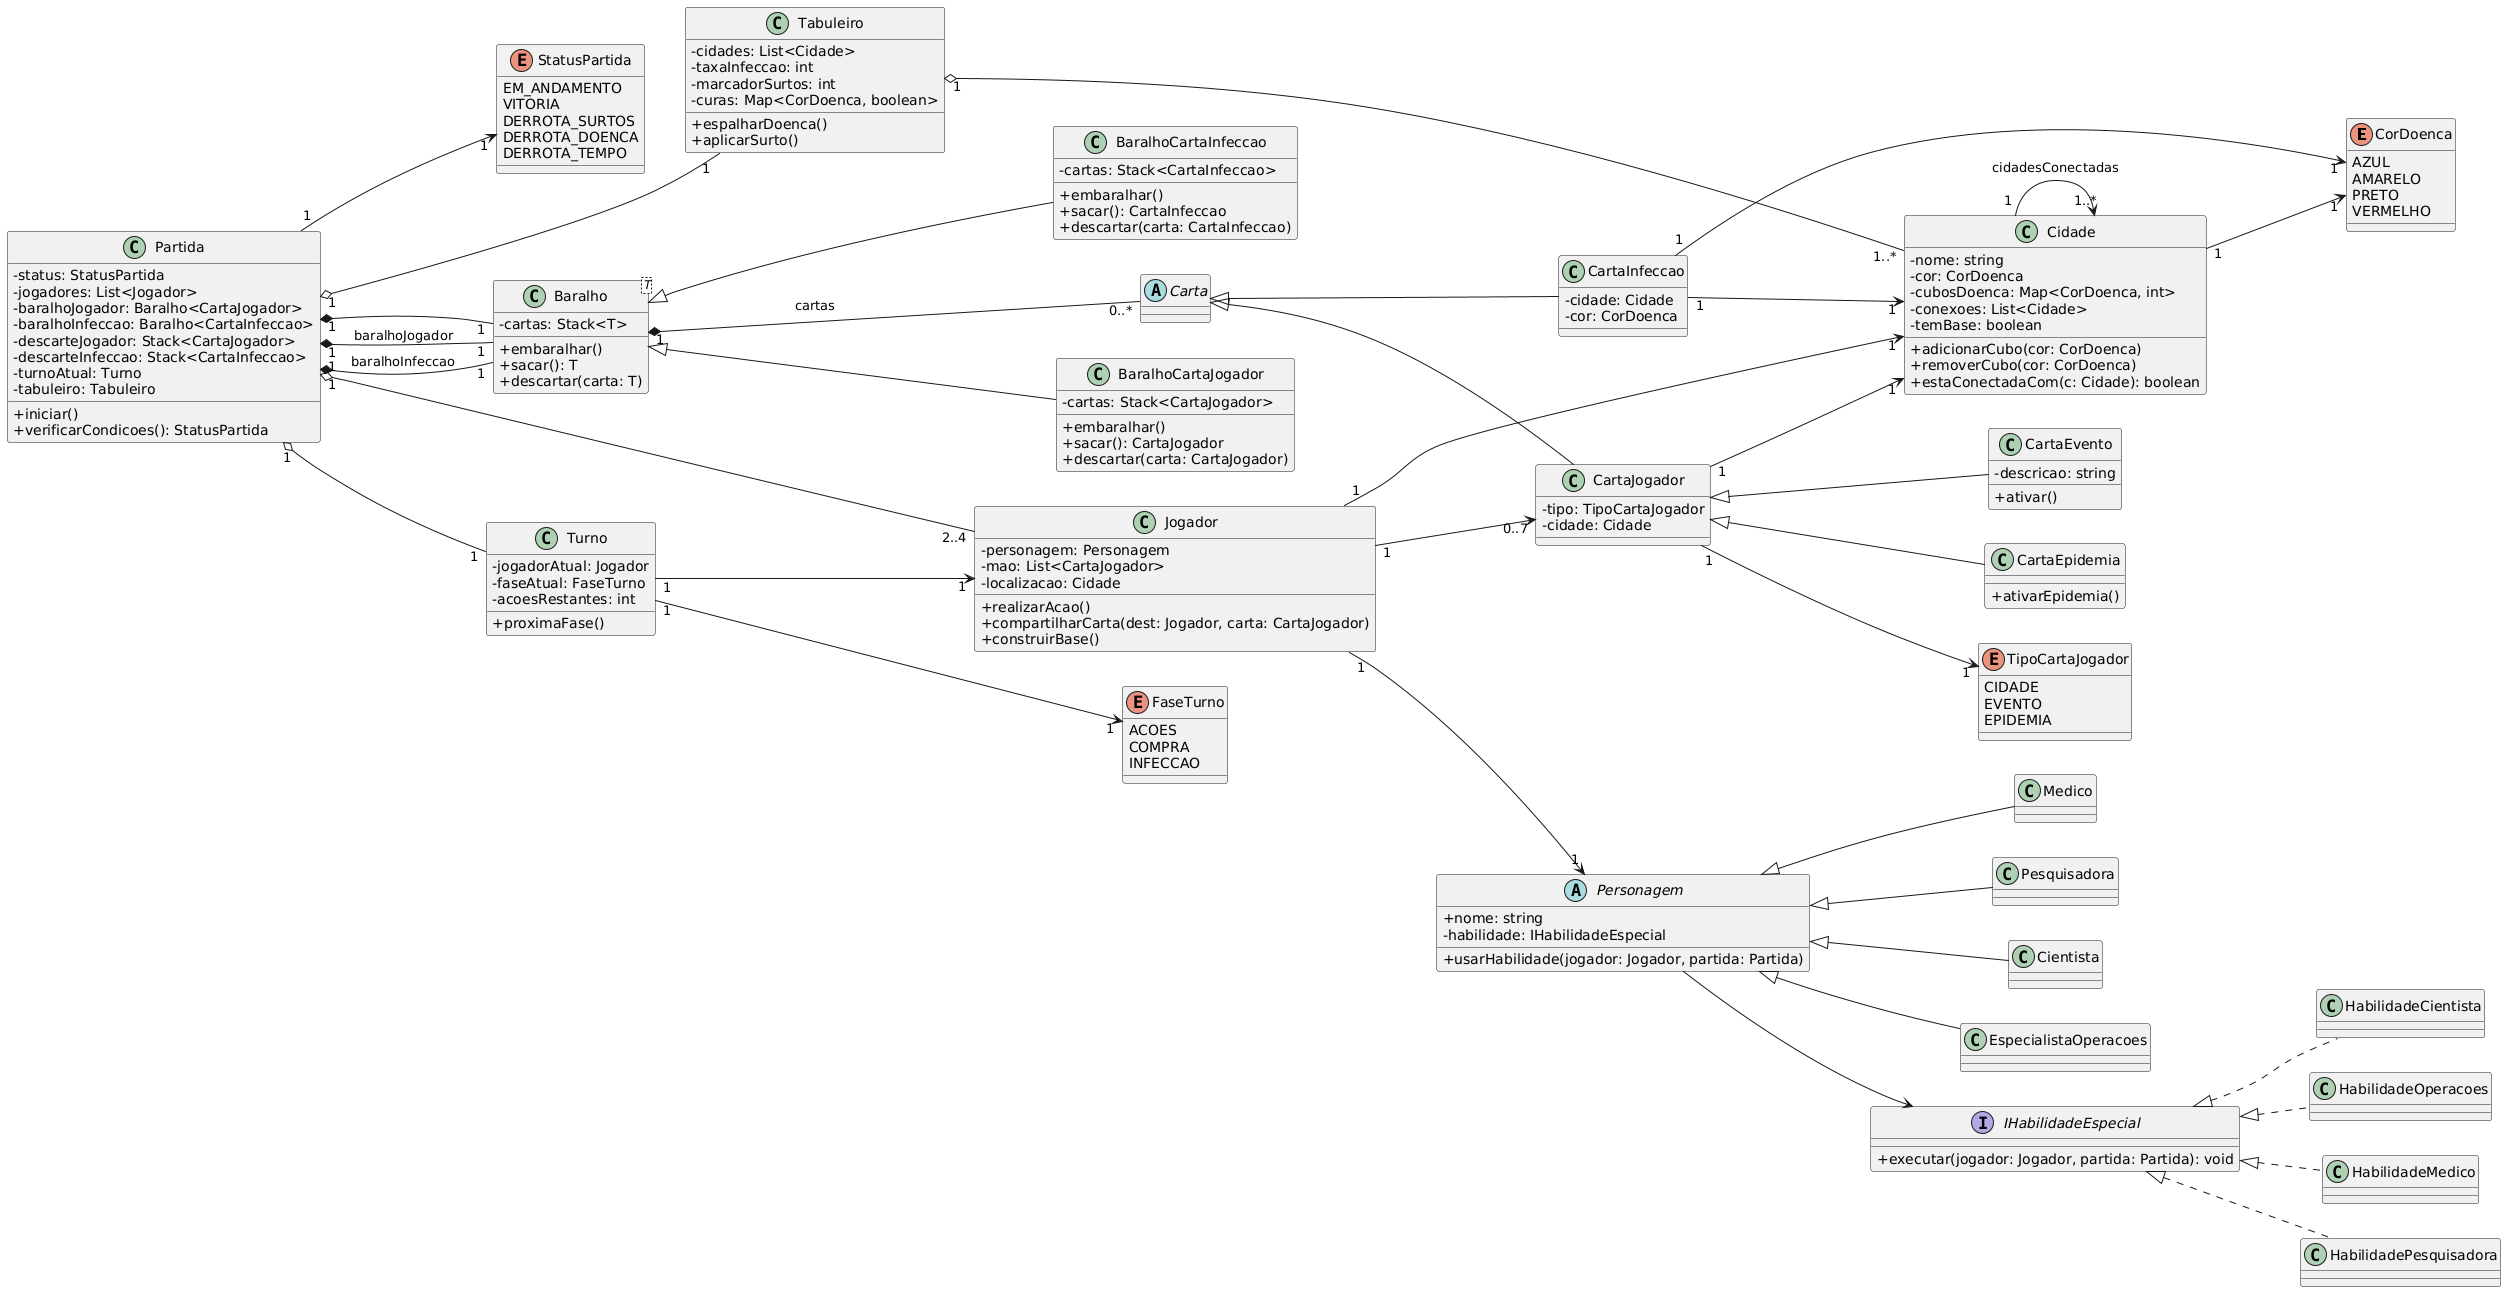 C Tabuleiro
-cidades: List<Cidade>
-taxaInfeccao: int
-marcadorSurtos: int
-curas: Map<CorDoenca, boolean>
+espalharDoenca()
+aplicarSurto()
1
1
E StatusPartida
EM_ANDAMENTO
VITORIA
DERROTA_SURTOS
DERROTA_DOENCA
DERROTA_TEMPO
1
1
C Partida
-status: StatusPartida
-jogadores: List<Jogador>
-baralhoJogador: Baralho<CartaJogador>
-baralhoInfeccao: Baralho<CartaInfeccao>
-descarteJogador: Stack<CartaJogador>
-descarteInfeccao: Stack<CartaInfeccao>
-turnoAtual: Turno
-tabuleiro: Tabuleiro
+iniciar()
+verificarCondicoes(): StatusPartida
1
1
1
1
1
1
baralhoJogador
baralhoInfeccao
1
1
1
C Baralho
T
-cartas: Stack<T>
+embaralhar()
+sacar(): T
+descartar(carta: T)
1
cartas
0..*
C BaralhoCartaInfeccao
-cartas: Stack<CartaInfeccao>
+embaralhar()
+sacar(): CartaInfeccao
+descartar(carta: CartaInfeccao)
A Carta
C BaralhoCartaJogador
-cartas: Stack<CartaJogador>
+embaralhar()
+sacar(): CartaJogador
+descartar(carta: CartaJogador)
1
C Turno
-jogadorAtual: Jogador
-faseAtual: FaseTurno
-acoesRestantes: int
+proximaFase()
1
1
2..4
1
C Jogador
-personagem: Personagem
-mao: List<CartaJogador>
-localizacao: Cidade
+realizarAcao()
+compartilharCarta(dest: Jogador, carta: CartaJogador)
+construirBase()
1
1
1
1
E FaseTurno
ACOES
COMPRA
INFECCAO
C CartaInfeccao
-cidade: Cidade
-cor: CorDoenca
1
1
0..7
C CartaJogador
-tipo: TipoCartaJogador
-cidade: Cidade
1
1
cidadesConectadas
1
1..*
1..*
1
1
1
C Cidade
-nome: string
-cor: CorDoenca
-cubosDoenca: Map<CorDoenca, int>
-conexoes: List<Cidade>
-temBase: boolean
+adicionarCubo(cor: CorDoenca)
+removerCubo(cor: CorDoenca)
+estaConectadaCom(c: Cidade): boolean
1
1
1
E CorDoenca
AZUL
AMARELO
PRETO
VERMELHO
C CartaEvento
-descricao: string
+ativar()
C CartaEpidemia
+ativarEpidemia()
1
E TipoCartaJogador
CIDADE
EVENTO
EPIDEMIA
1
A Personagem
+nome: string
-habilidade: IHabilidadeEspecial
+usarHabilidade(jogador: Jogador, partida: Partida)
C Medico
C Pesquisadora
C Cientista
C EspecialistaOperacoes
I IHabilidadeEspecial
+executar(jogador: Jogador, partida: Partida): void
C HabilidadeCientista
C HabilidadeOperacoes
C HabilidadeMedico
C HabilidadePesquisadora